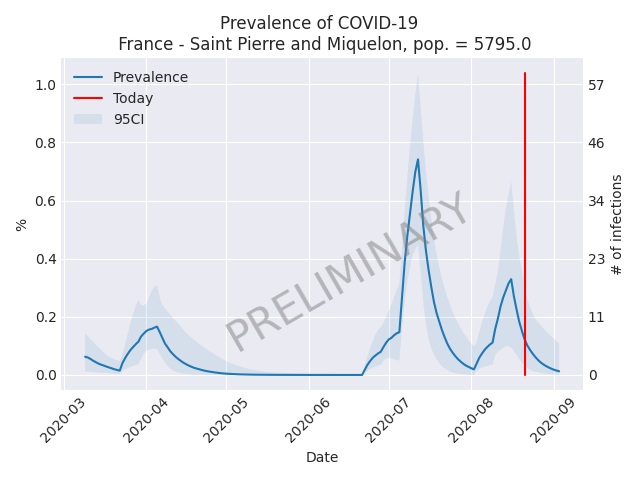 Prevalence of COVID-19
France - Saint Pierre and Miquelon, pop. = 5795.0
Prevalence
Today
95CI
PRELIMINARY
%
1.0
0.8
0.6
0.4
0.2
0.0
57
46
34
23
11
0
# of infections
2020-03
2020-04
2020-05
2020-06
2020-07
2020-08
2020-09
Date